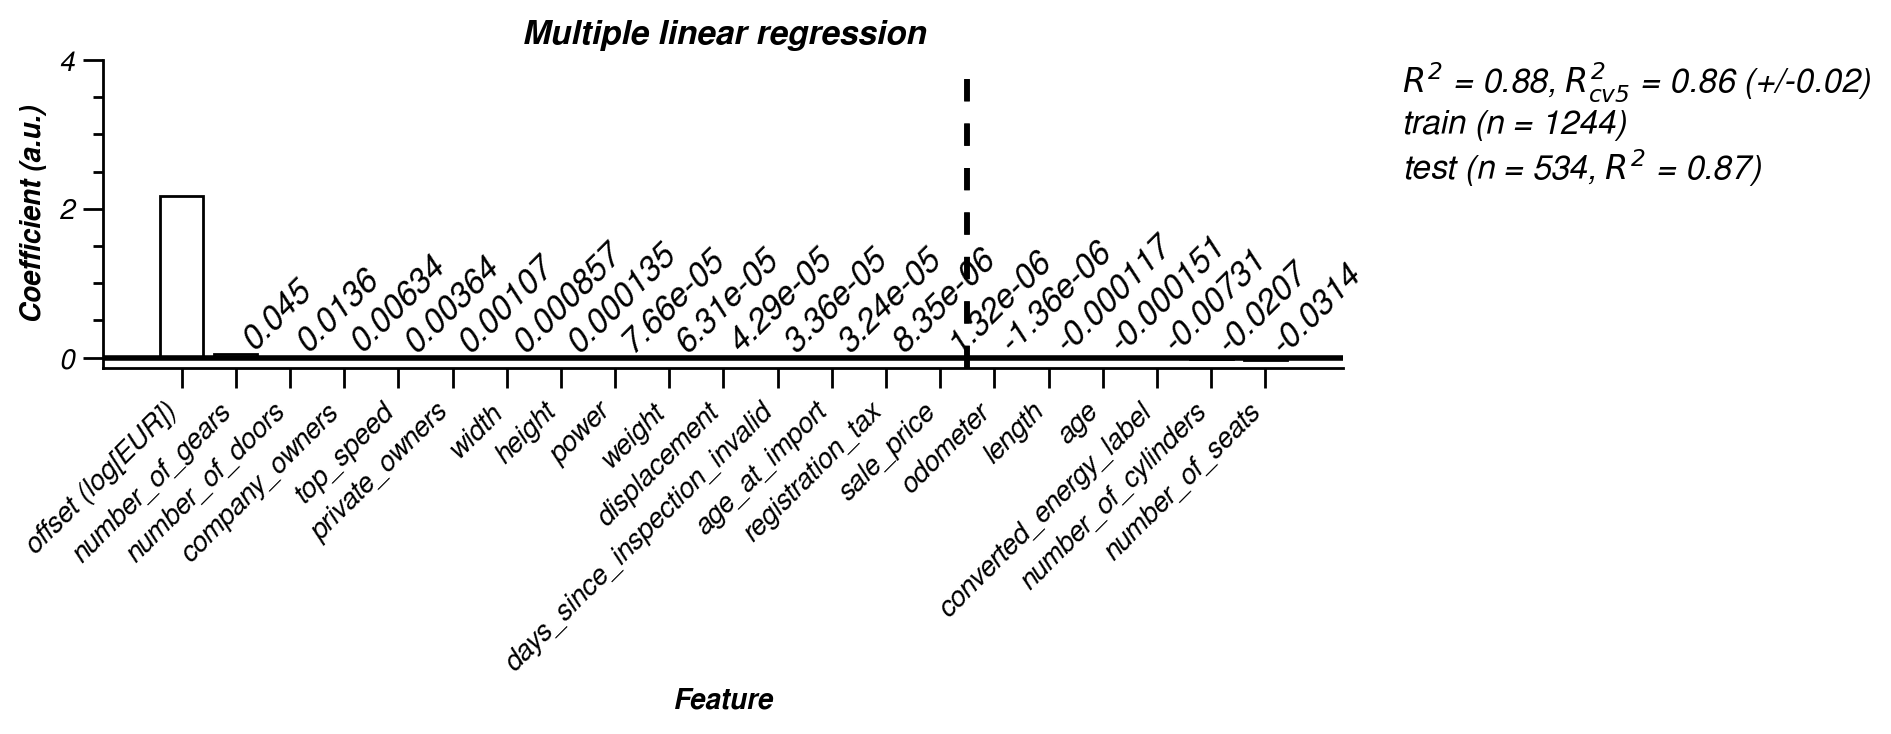 Multiple linear regression
R² = 0.88, R²cv5 = 0.86 (+/-0.02)
train (n = 1244)
test (n = 534, R² = 0.87)
Coefficient (a.u.)
4
2
0
0.045
0.0136
0.00634
0.00364
0.00107
0.000857
0.000135
7.66e-05
6.31e-05
4.29e-05
3.36e-05
3.24e-05
8.35e-06
1.32e-06
-1.36e-06
-0.000117
-0.000151
-0.00731
-0.0207
-0.0314
offset (log[EUR])
number_of_gears
number_of_doors
company_owners
top_speed
private_owners
width
height
power
weight
displacement
days_since_inspection_invalid
age_at_import
registration_tax
sale_price
odometer
length
age
converted_energy_label
number_of_cylinders
number_of_seats
Feature